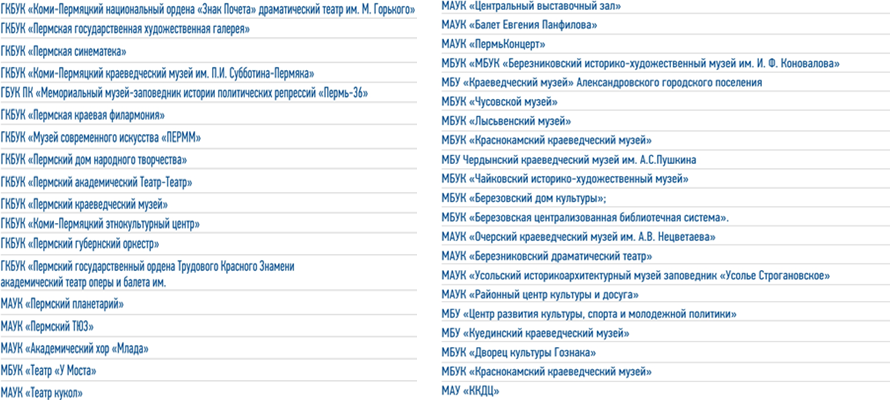 ГКБУК «Коми-Пермяцкий национальный ордена «Знак Почета» драматический театр им. М. Горького»
ГКБУК «Пермская государственная художественная галерея»
ГКБУК «Пермская синематека»
ГКБУК «Коми-Пермяцкий краеведческий музей им. П.И. Субботина-Пермяка»
ГБУК ПК «Мемориальный музей-заповедник истории политических репрессий «Пермь-36»
ГКБУК «Пермская краевая филармония»
ГКБУК «Музей современного искусства «ПЕРММ»
ГКБУК «Пермский дом народного творчества»
ГКБУК «Пермский академический Театр-Театр»
ГКБУК «Пермский краеведческий музей»
ГКБУК «Коми-Пермяцкий этнокультурный центр»
ГКБУК «Пермский губернский оркестр»
ГКБУК «Пермский государственный ордена Трудового Красного Знамени
академический театр оперы и балета им.
МАУК «Пермский планетарий»
МАУК «Пермский ТЮЗ»
МАУК «Академический хор «Млада»
МБУК «Театр «У Моста»
МАУК «Театр кукол»
МАУК «Центральный выставочный зал»
МАУК «Балет Евгения Панфилова»
МАУК «ПермьКонцерт»
МБУК «МБУК «Березниковский историко-художественный музей им. И. Ф. Коновалова»
МБУ «Краеведческий музей» Александровского городского поселения
МБУК «Чусовской музей»
МБУК «Лысьвенский музей»
МБУК «Краснокамский краеведческий музей»
МБУ Чердынский краеведческий музей им. А.С.Пушкина
МБУК «Чайковский историко-художественный музей»
МБУК «Березовский дом культуры»;
МБУК «Березовская централизованная библиотечная система».
МАУК «Очерский краеведческий музей им. А.В. Нецветаева»
МАУК «Березниковский драматический театр»
МАУК «Усольский историкоархитектурный музей заповедник «Усолье Строгановское»
МАУК «Районный центр культуры и досуга»
МБУ «Центр развития культуры, спорта и молодежной политики»
МБУ «Куединский краеведческий музей»
МБУК «Дворец культуры Гознака»
МБУК «Краснокамский краеведческий музей»
МАУ «ККДЦ»